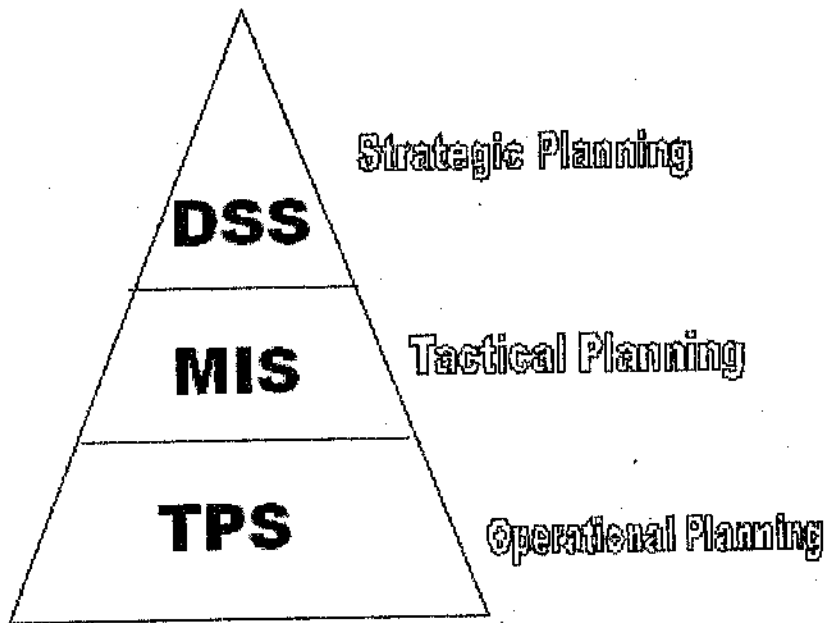 Strategic Planning
DSS
MIS
Tactical Planning
TPS
Operational Planning